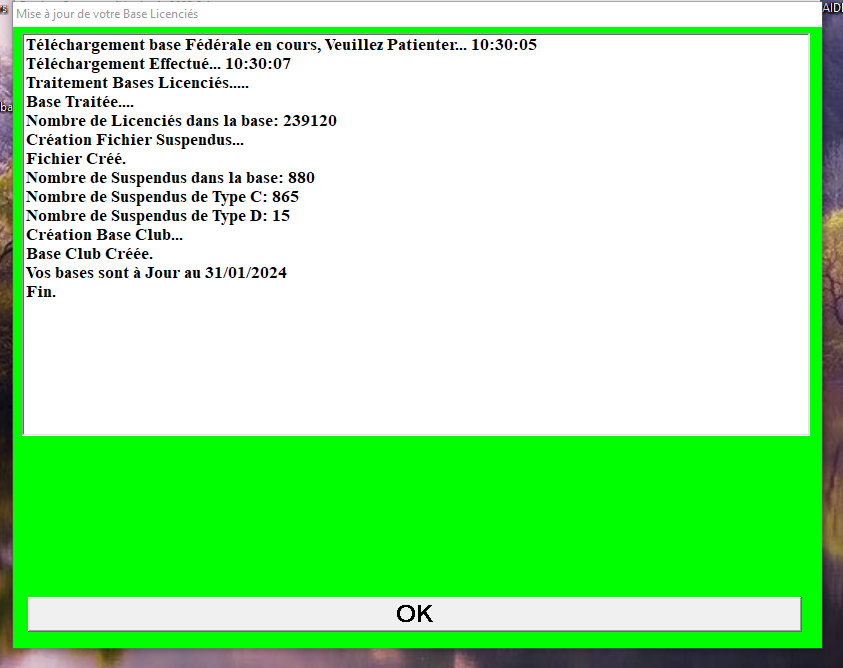 Mise à jour de votre Base Licenciés
Téléchargement base Fédérale en cours, Veuillez Patienter... 10:30:05
Téléchargement Effectué... 10:30:07
Traitement Bases Licenciés.....
Base Traitée....
Nombre de Licenciés dans la base: 239120
Création Fichier Suspendus...
Fichier Créé.
Nombre de Suspendus dans la base: 880
Nombre de Suspendus de Type C: 865
Nombre de Suspendus de Type D: 15
Création Base Club...
Base Club Créée.
Vos bases sont à Jour au 31/01/2024
Fin.
OK